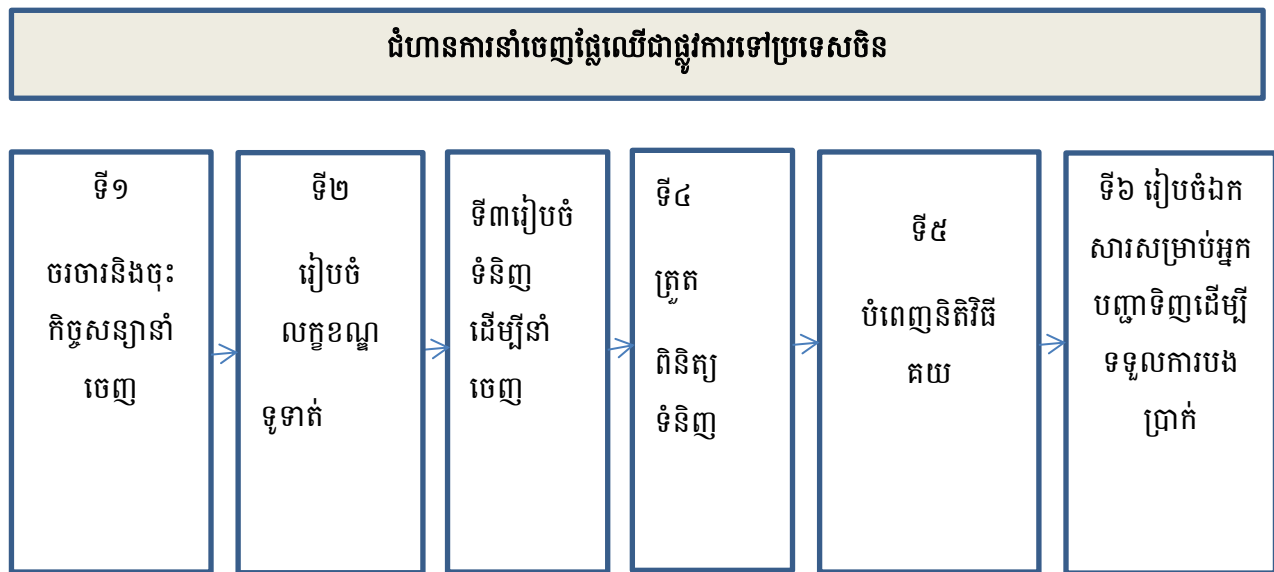 ជំហានការនាំចេញផ្លែឈើជាផ្លូវការទៅប្រទេសចិន
ទី១
ចរចារនិងចុះ
កិច្ចសន្យានាំ
ចេញ
ទី២
រៀបចំ
លក្ខខណ្ឌ
ទូទាត់
ទី៣រៀបចំ
ទំនិញ
ដើម្បីនាំ
ចេញ
ទី៤
ត្រួត
ពិនិត្យ
ទំនិញ
ទី៥
បំពេញនិតិវិធី
គយ
ទី៦ រៀបចំឯក
សារសម្រាប់អ្នក
បញ្ជាទិញដើម្បី
ទទួលការបង
ប្រាក់